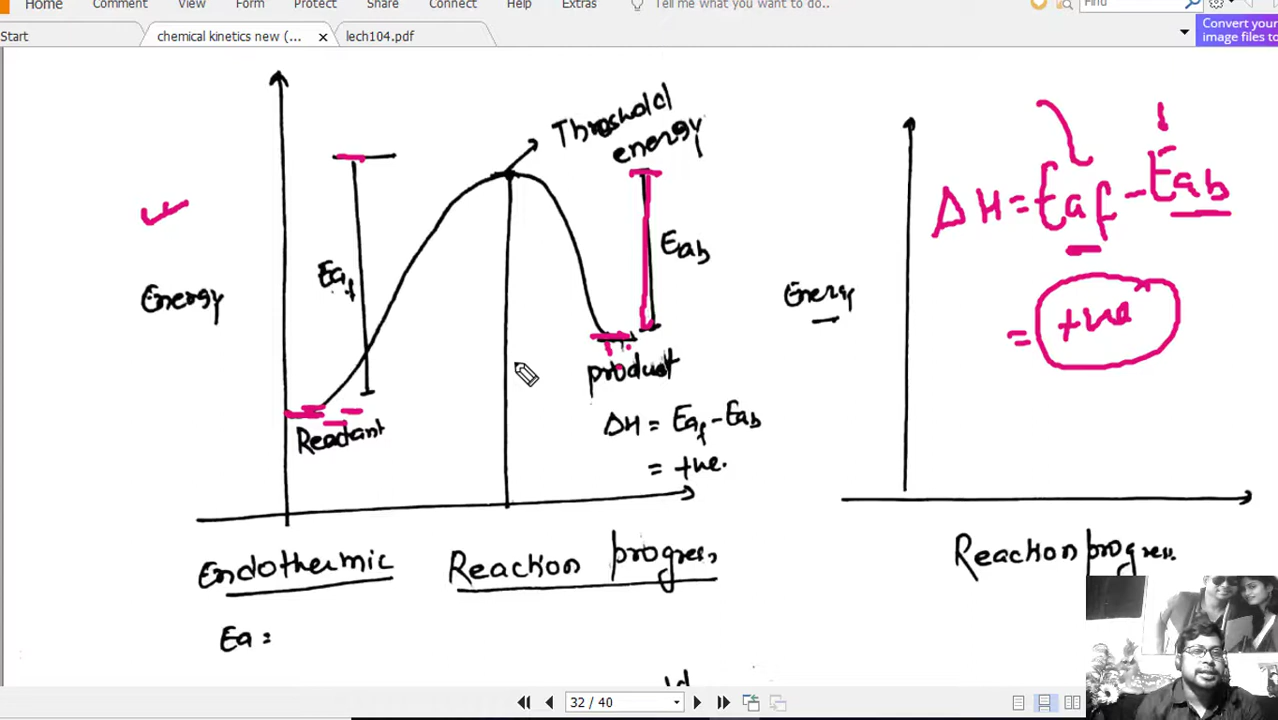 Home Comment View Form Protect Share Connect Help Extras Tell me what you want to do.. Find
Start chemical kinetics new (... × lech104.pdf
Convert your
image files to
Threshold
energy
ΔH = Eaf - Eab
= +ve
Eaf
Eab
Energy
Energy
product
Reactant
ΔH = Eaf - Eab
= +ve.
Endothermic Reaction progress
Reaction progress.
Ea =
32 / 40